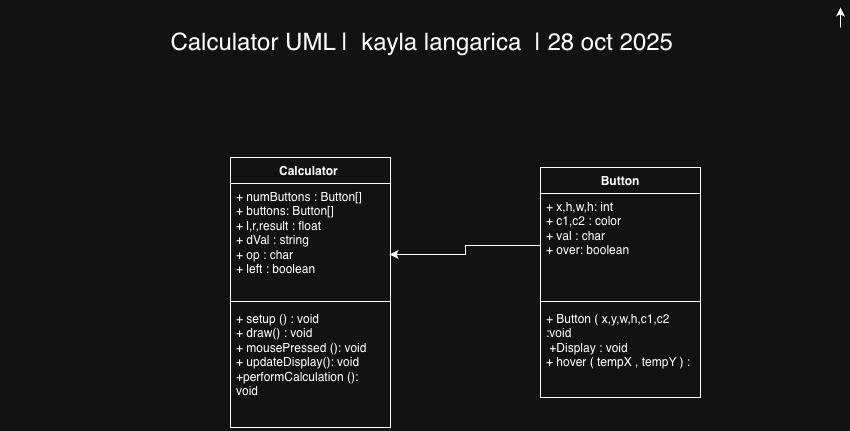 Calculator UML | kayla langarica | 28 oct 2025
Calculator
+ numButtons : Button[]
+ buttons: Button[]
+ l,r,result : float
+ dVal : string
+ op : char
+ left : boolean
+ setup () : void
+ draw() : void
+ mousePressed (): void
+ updateDisplay(): void
+performCalculation ():
void
Button
+ x,h,w,h: int
+ c1,c2 : color
+ val : char
+ over: boolean
+ Button ( x,y,w,h,c1,c2
:void
+Display : void
+ hover ( tempX , tempY ) :